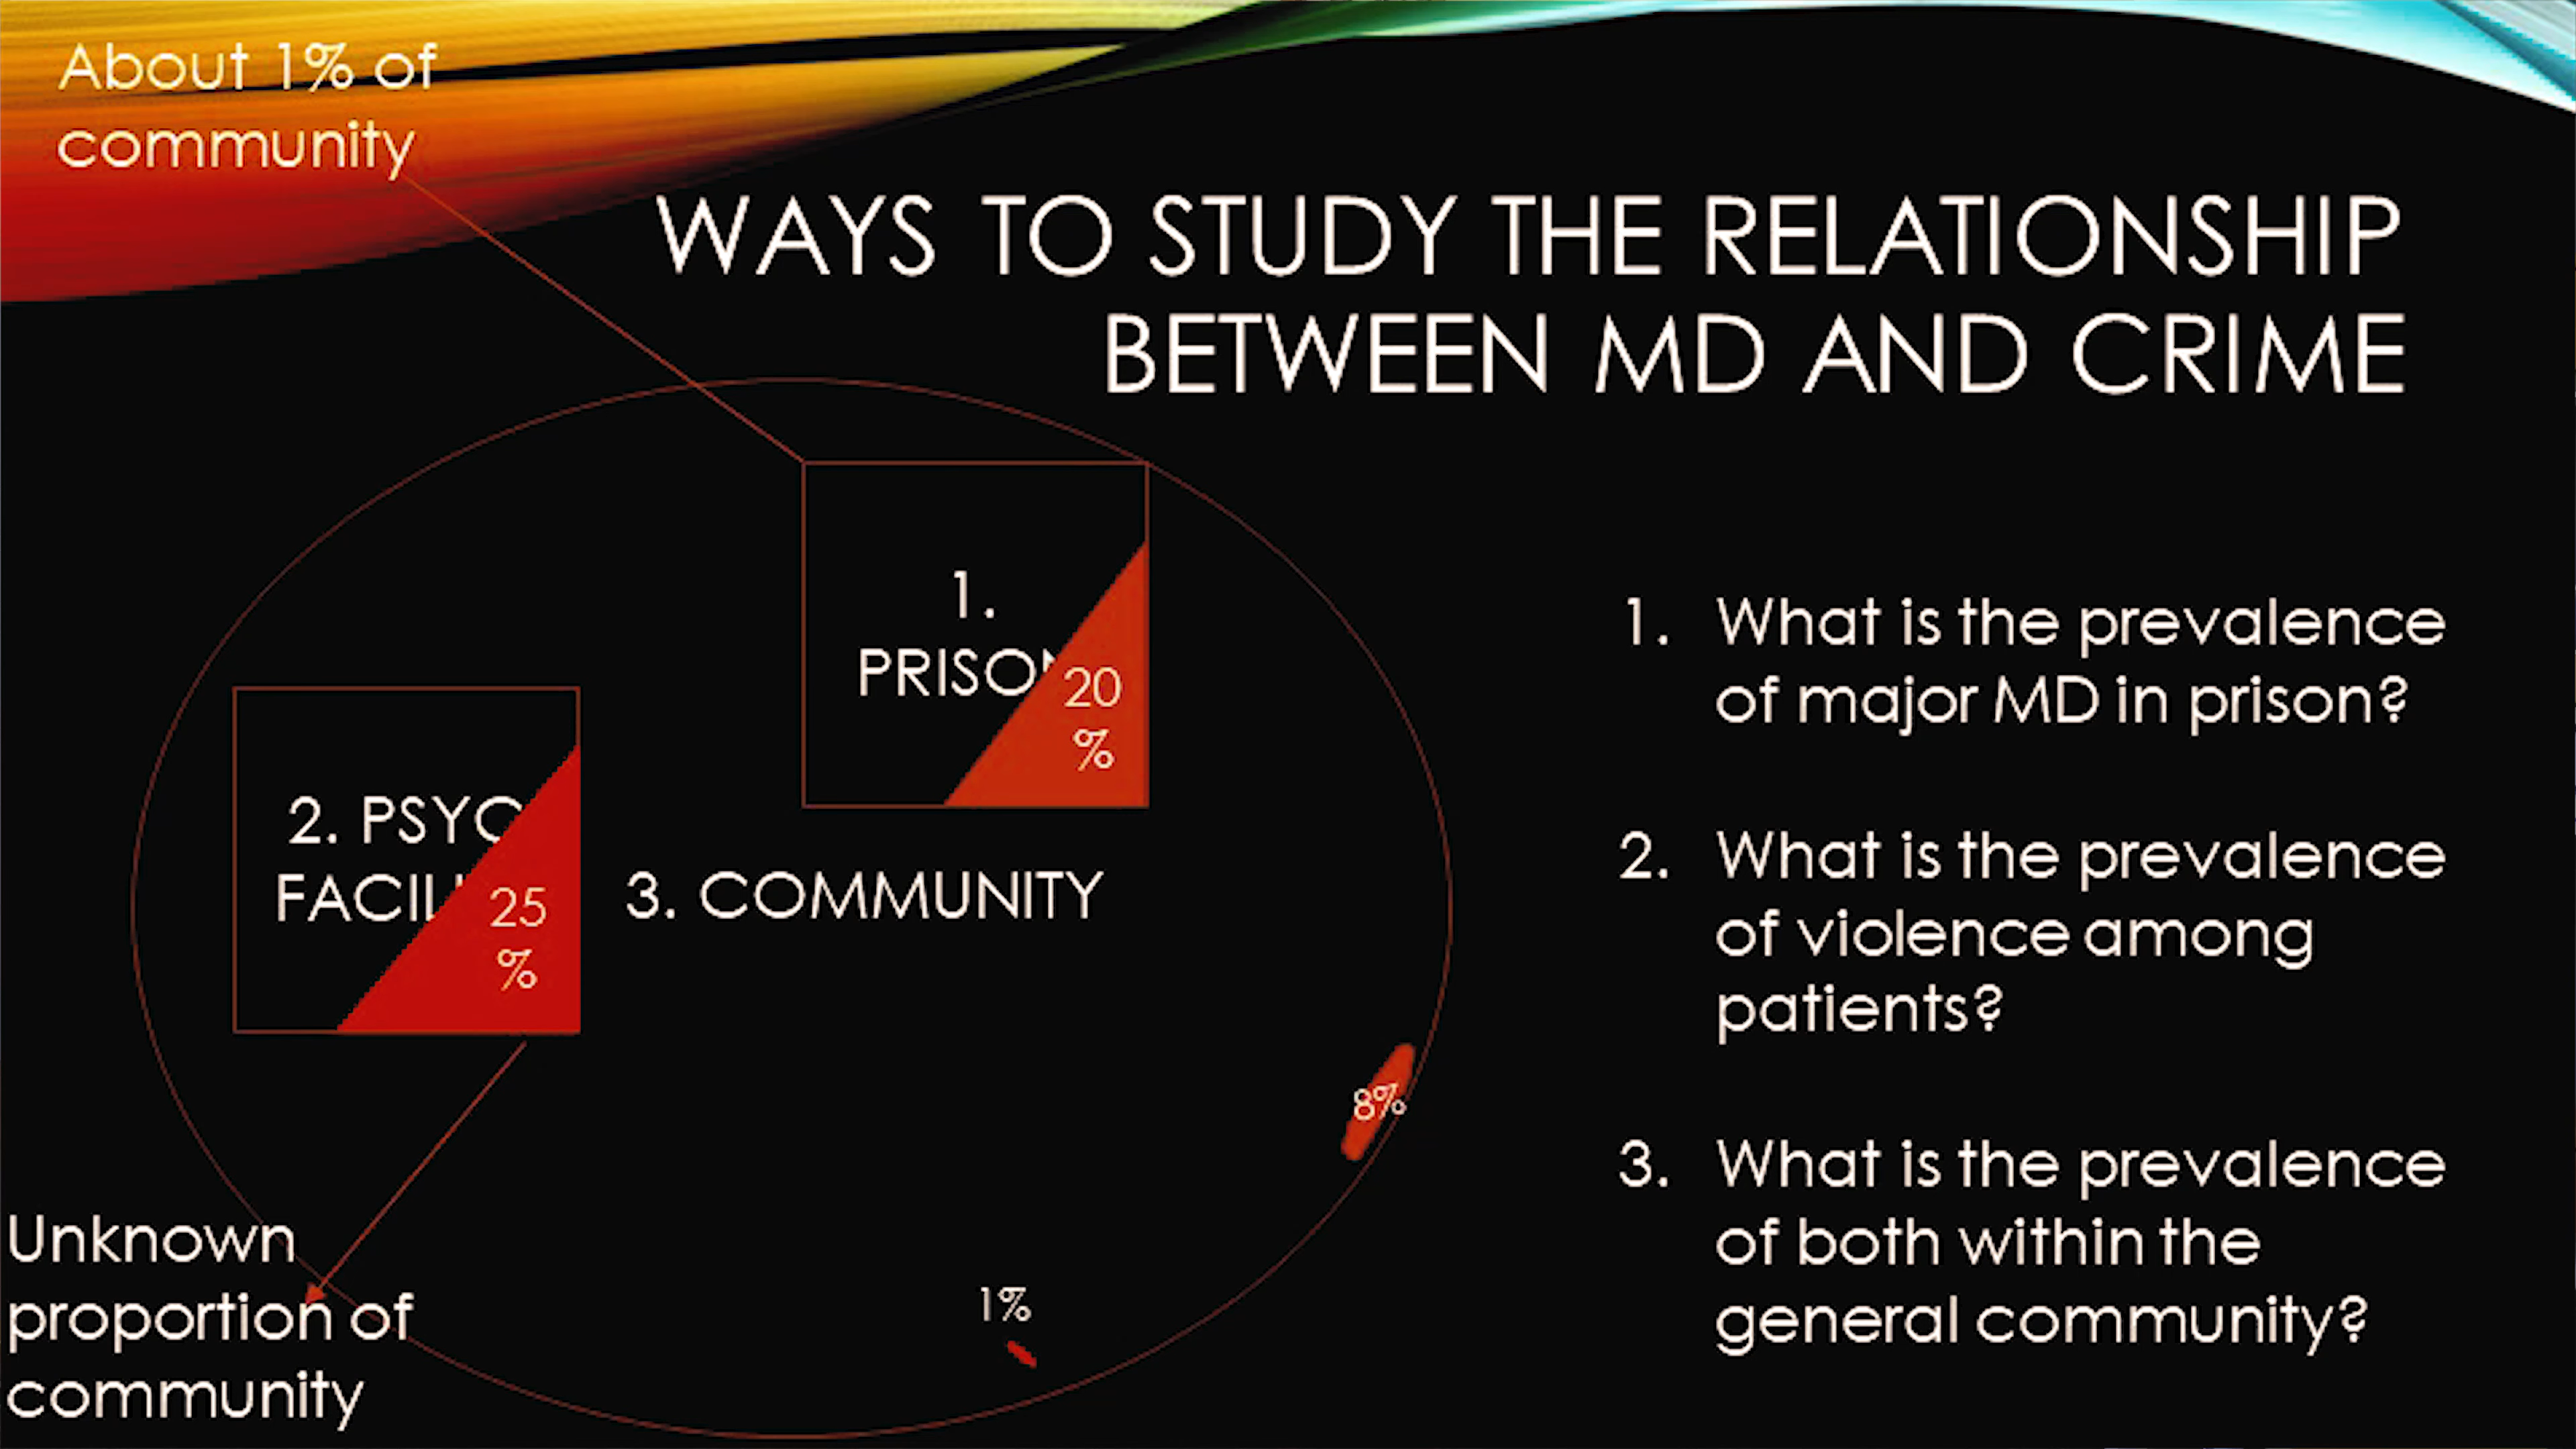 About 1% of
community
WAYS TO STUDY THE RELATIONSHIP
BETWEEN MD AND CRIME
1.
PRISON
20
%
2. PSYC
FACIL
25
%
3. COMMUNITY
8%
1%
Unknown
proportion of
community
1. What is the prevalence
of major MD in prison?
2. What is the prevalence
of violence among
patients?
3. What is the prevalence
of both within the
general community?